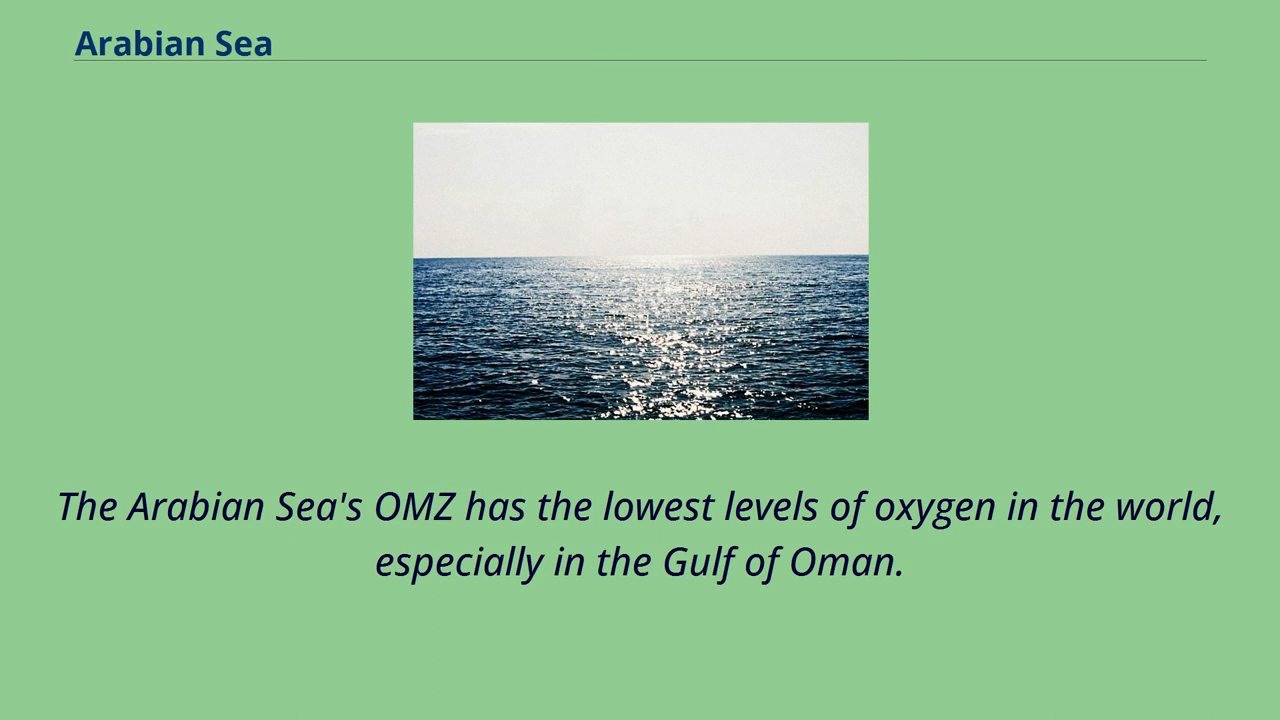 Arabian Sea
The Arabian Sea's OMZ has the lowest levels of oxygen in the world,
especially in the Gulf of Oman.